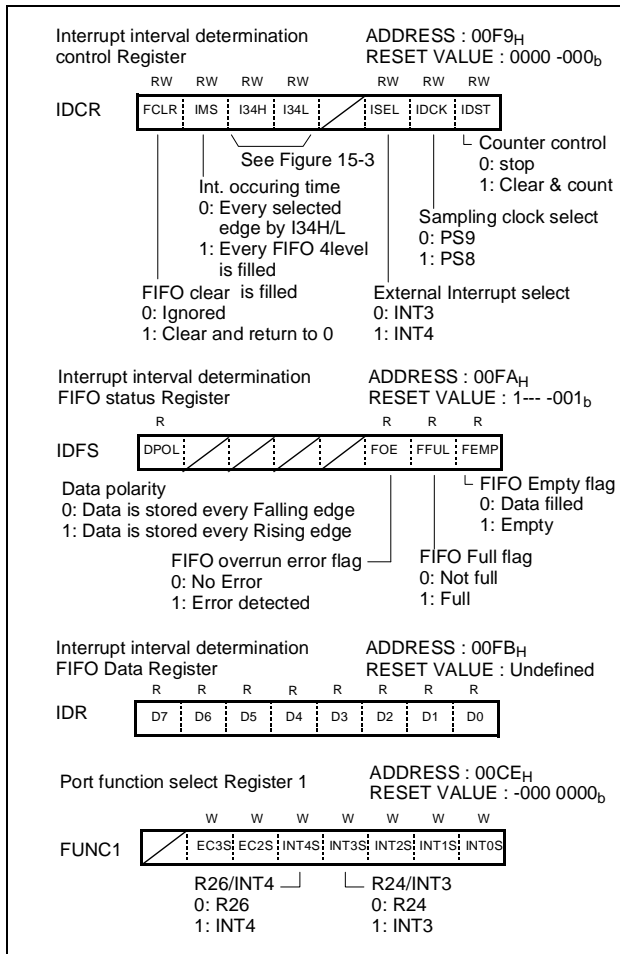 Interrupt interval determination
control Register
ADDRESS : 00F9H
RESET VALUE : 0000 -000b
RW RW RW RW RW RW RW
IDCR FCLR IMS I34H I34L ISEL IDCK IDST
See Figure 15-3
Counter control
0: stop
1: Clear & count
Int. occuring time
0: Every selected
edge by I34H/L
1: Every FIFO 4level
is filled
Sampling clock select
0: PS9
1: PS8
FIFO clear is filled
0: Ignored
1: Clear and return to 0
External Interrupt select
0: INT3
1: INT4
Interrupt interval determination
FIFO status Register
ADDRESS : 00FAH
RESET VALUE : 1--- -001b
R R R R
IDFS DPOL FOE FFUL FEMP
Data polarity
0: Data is stored every Falling edge
1: Data is stored every Rising edge
FIFO Empty flag
0: Data filled
1: Empty
FIFO overrun error flag
0: No Error
1: Error detected
FIFO Full flag
0: Not full
1: Full
Interrupt interval determination
FIFO Data Register
ADDRESS : 00FBH
RESET VALUE : Undefined
R R R R R R R R
IDR D7 D6 D5 D4 D3 D2 D1 D0
Port function select Register 1
ADDRESS : 00CEH
RESET VALUE : -000 0000b
W W W W W W W
FUNC1 EC3S EC2S INT4S INT3S INT2S INT1S INT0S
R26/INT4
0: R26
1: INT4
R24/INT3
0: R24
1: INT3